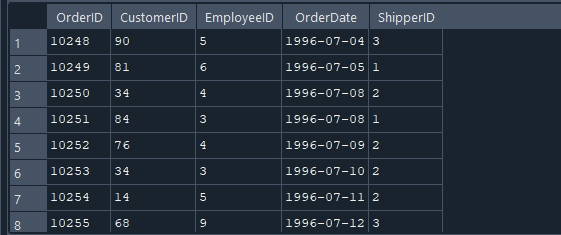 OrderID CustomerID EmployeeID OrderDate ShipperID
1 10248 90 5 1996-07-04 3
2 10249 81 6 1996-07-05 1
3 10250 34 4 1996-07-08 2
4 10251 84 3 1996-07-08 1
5 10252 76 4 1996-07-09 2
6 10253 34 3 1996-07-10 2
7 10254 14 5 1996-07-11 2
8 10255 68 9 1996-07-12 3